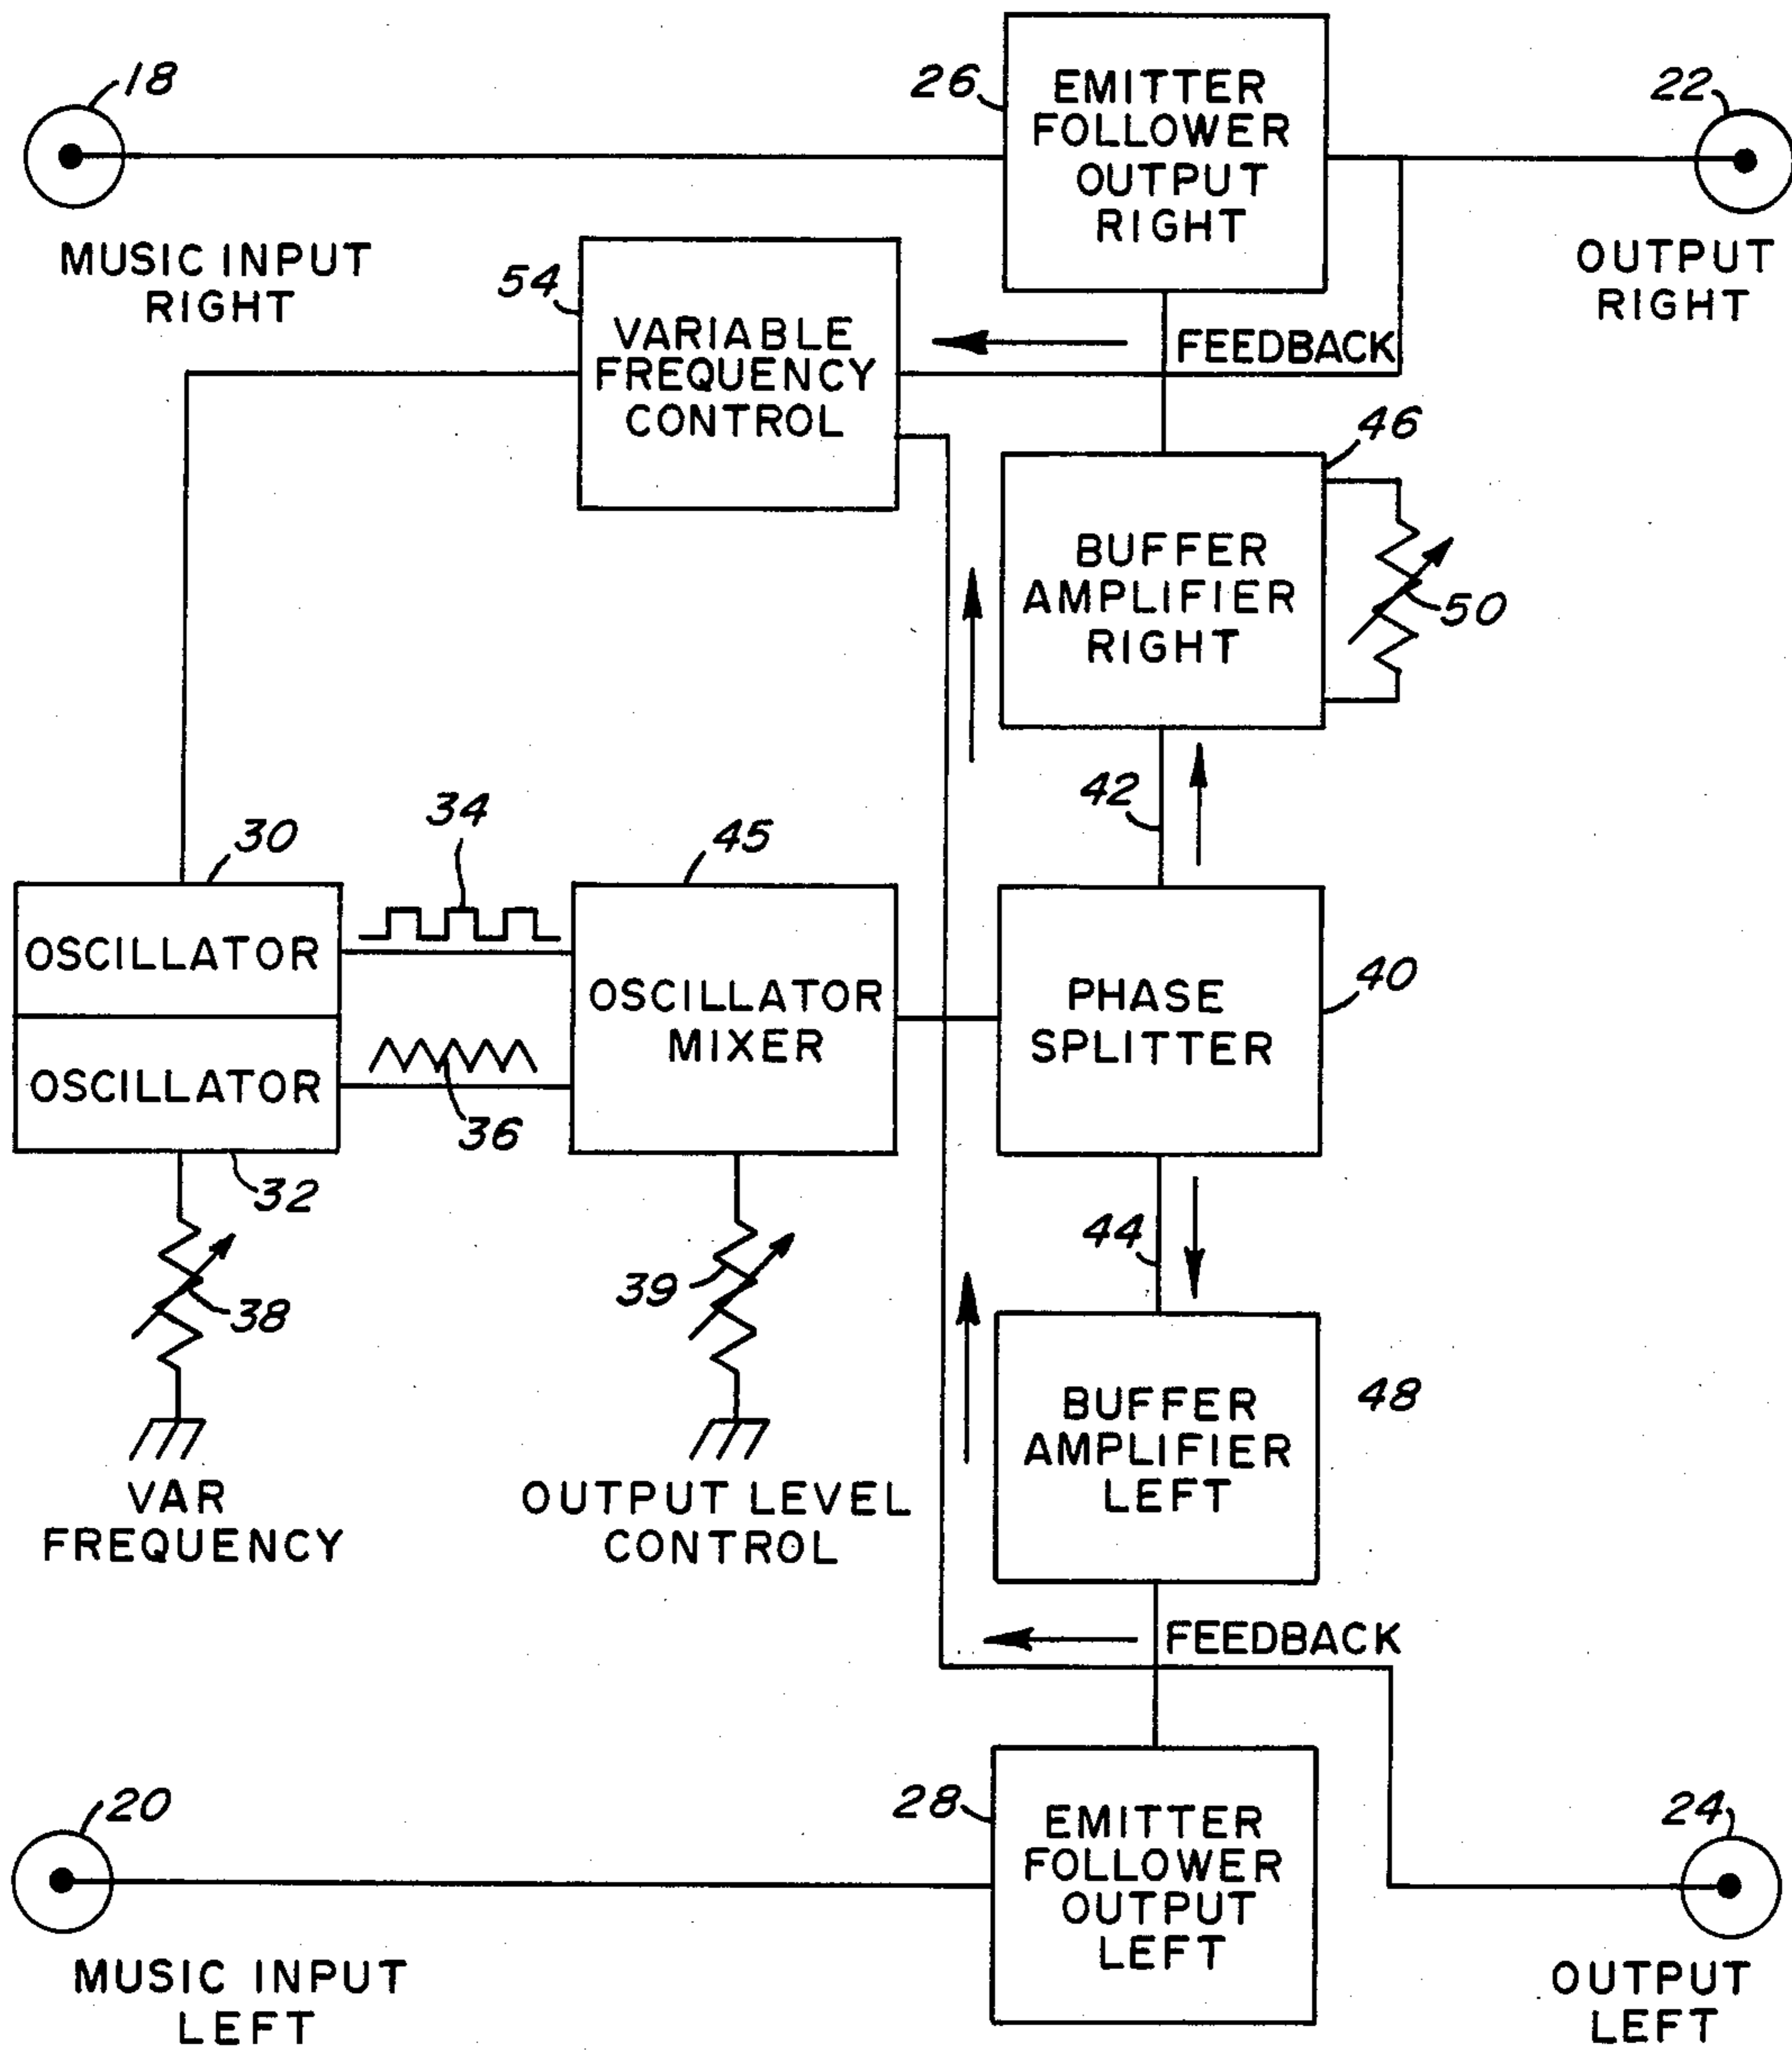 18
26
EMITTER
FOLLOWER
OUTPUT
RIGHT
22
MUSIC INPUT
RIGHT
OUTPUT
RIGHT
54
VARIABLE
FREQUENCY
CONTROL
FEEDBACK
46
BUFFER
AMPLIFIER
RIGHT
50
42
34
30
45
OSCILLATOR
OSCILLATOR
MIXER
PHASE
SPLITTER
40
OSCILLATOR
36
32
44
38
39
BUFFER
AMPLIFIER
LEFT
48
VAR
FREQUENCY
OUTPUT LEVEL
CONTROL
FEEDBACK
20
28
EMITTER
FOLLOWER
OUTPUT
LEFT
24
MUSIC INPUT
LEFT
OUTPUT
LEFT